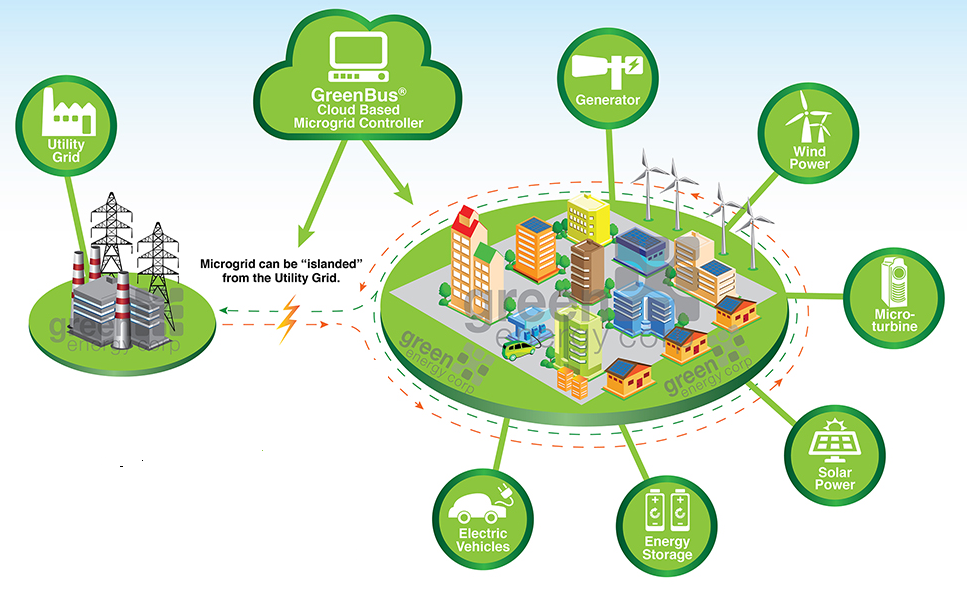 GreenBus®
Cloud Based
Microgrid Controller
Generator
Utility
Grid
Wind
Power
Microgrid can be “islanded”
from the Utility Grid.
Micro-
turbine
green
energy corp
green
energy corp
green
energy corp
green
energy corp
Solar
Power
Electric
Vehicles
Energy
Storage